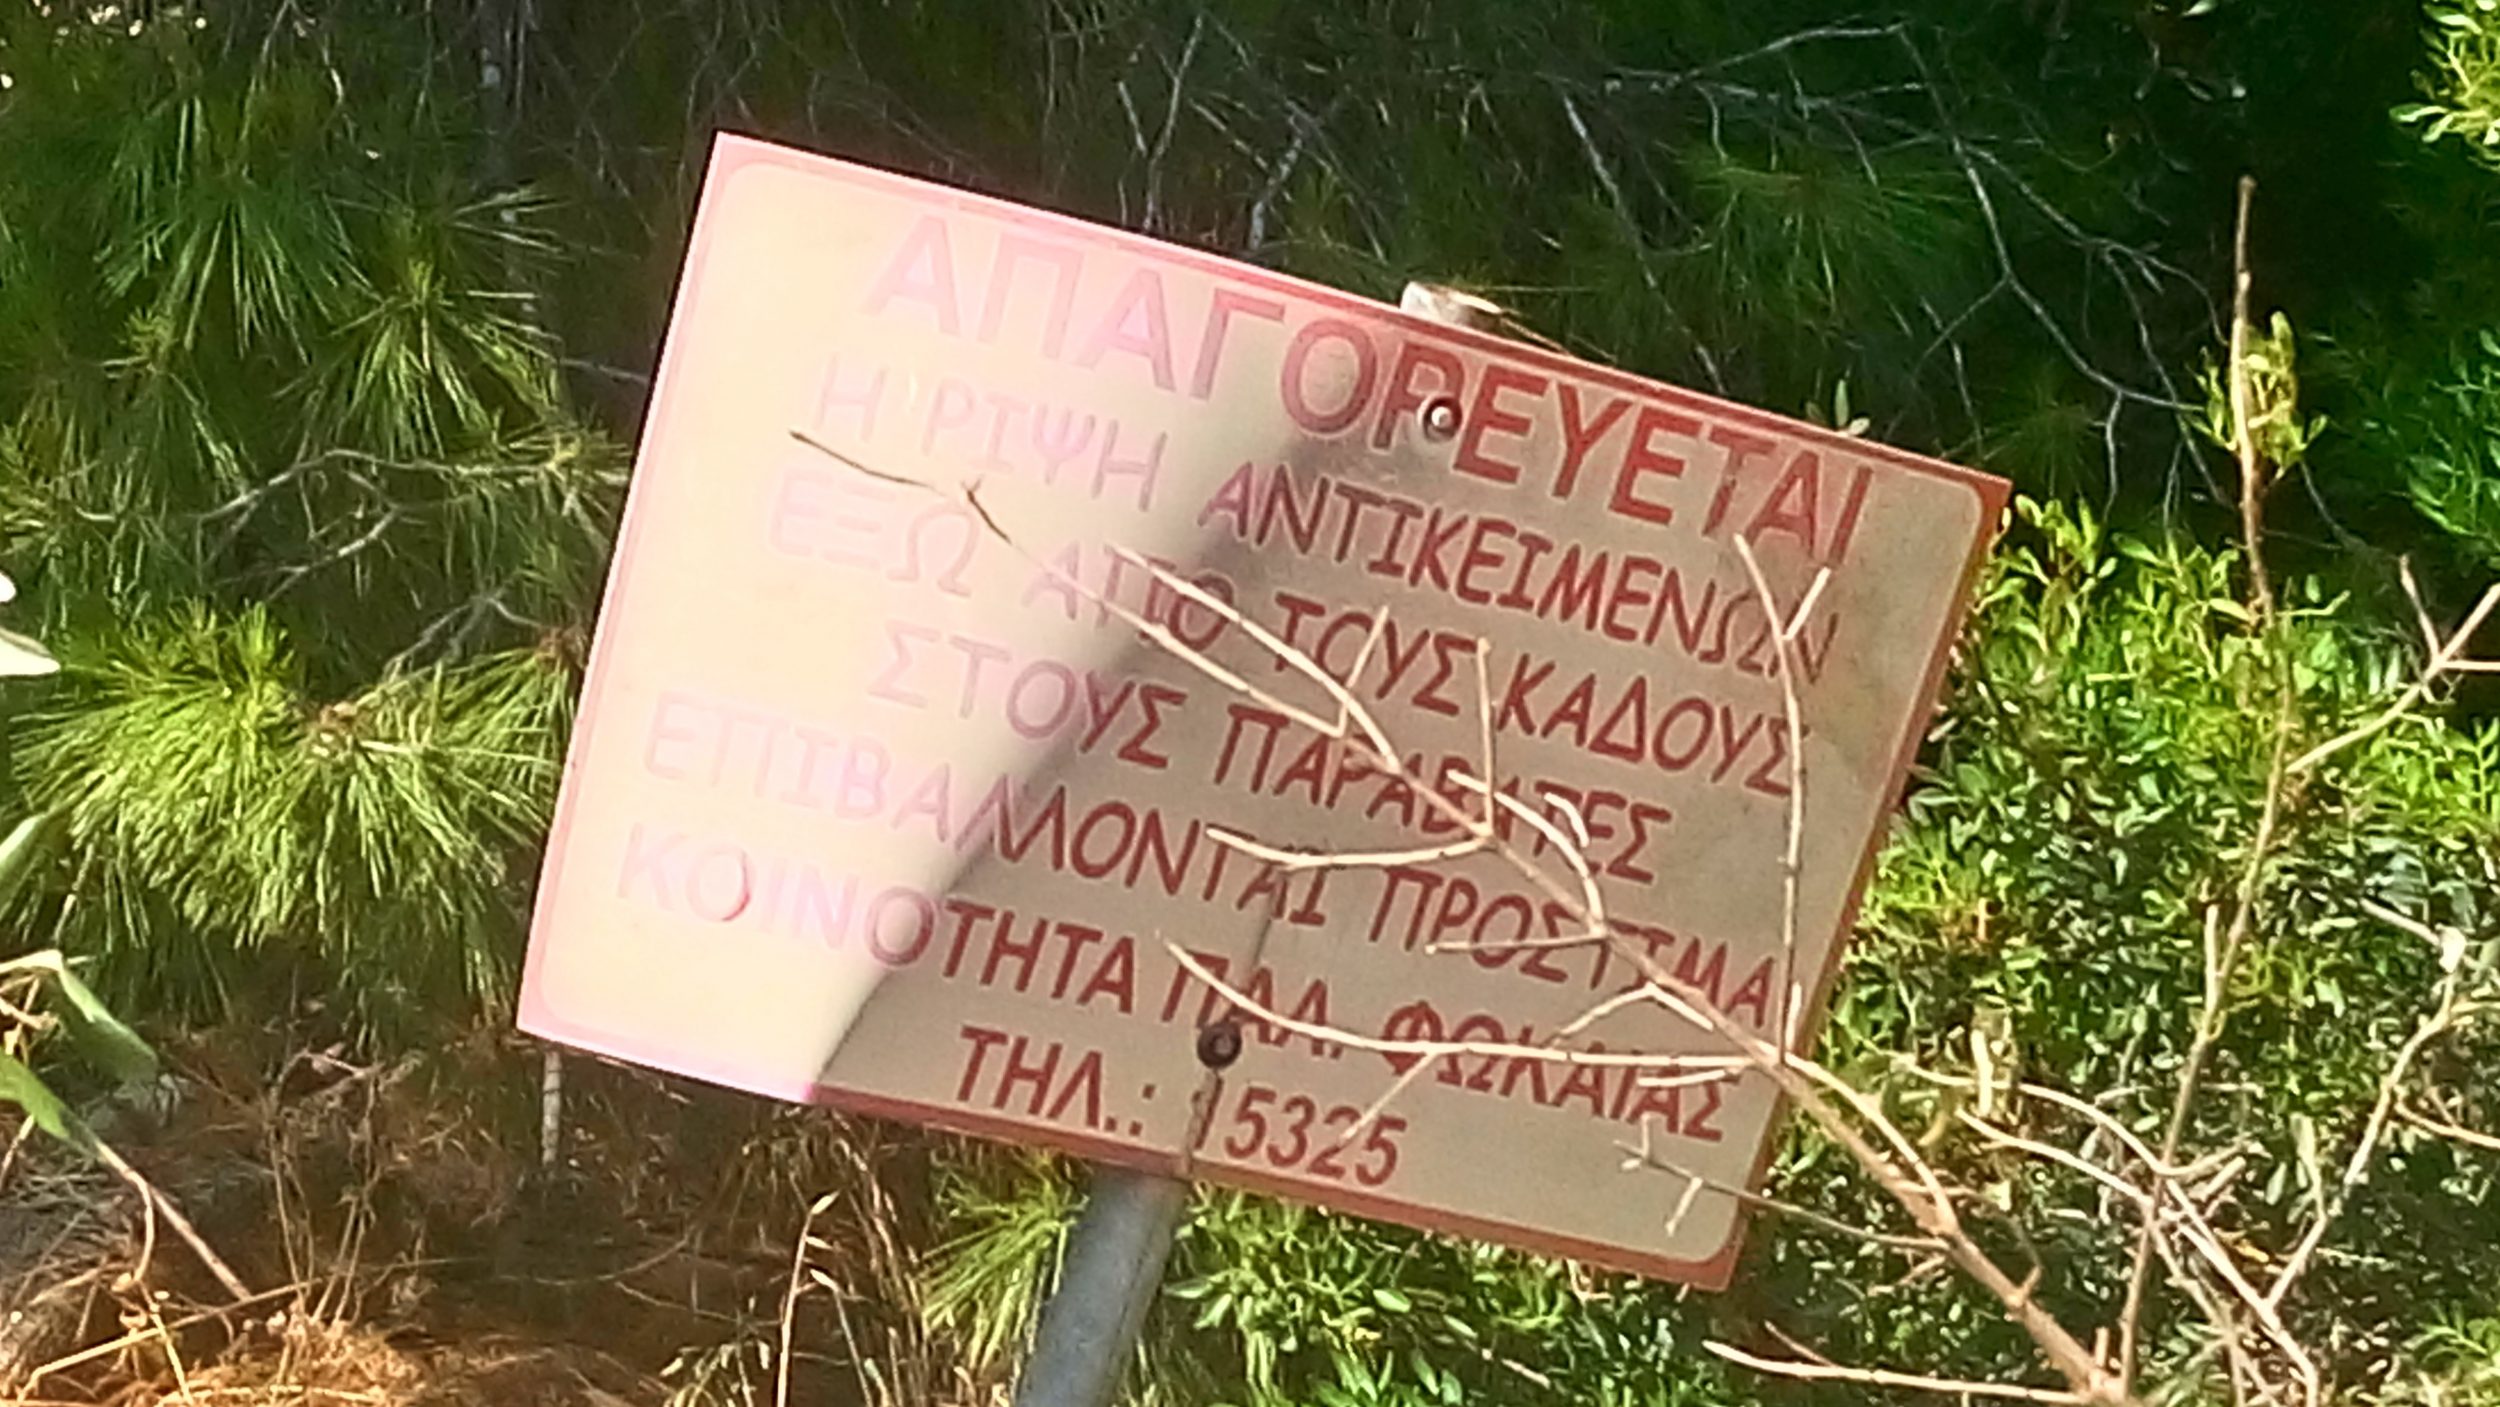 ΑΠΑΓΟΡΕΥΕΤΑΙ
Η ΡΙΨΗ ΑΝΤΙΚΕΙΜΕΝΩΝ
ΕΞΩ ΑΠΟ ΤΟΥΣ ΚΑΔΟΥΣ
ΣΤΟΥΣ ΠΑΡΑΒΑΤΕΣ
ΕΠΙΒΑΛΛΟΝΤΑΙ ΠΡΟΣΤΙΜΑ
ΚΟΙΝΟΤΗΤΑ ΠΑΛ. ΦΩΚΑΙΑΣ
ΤΗΛ.: 15325